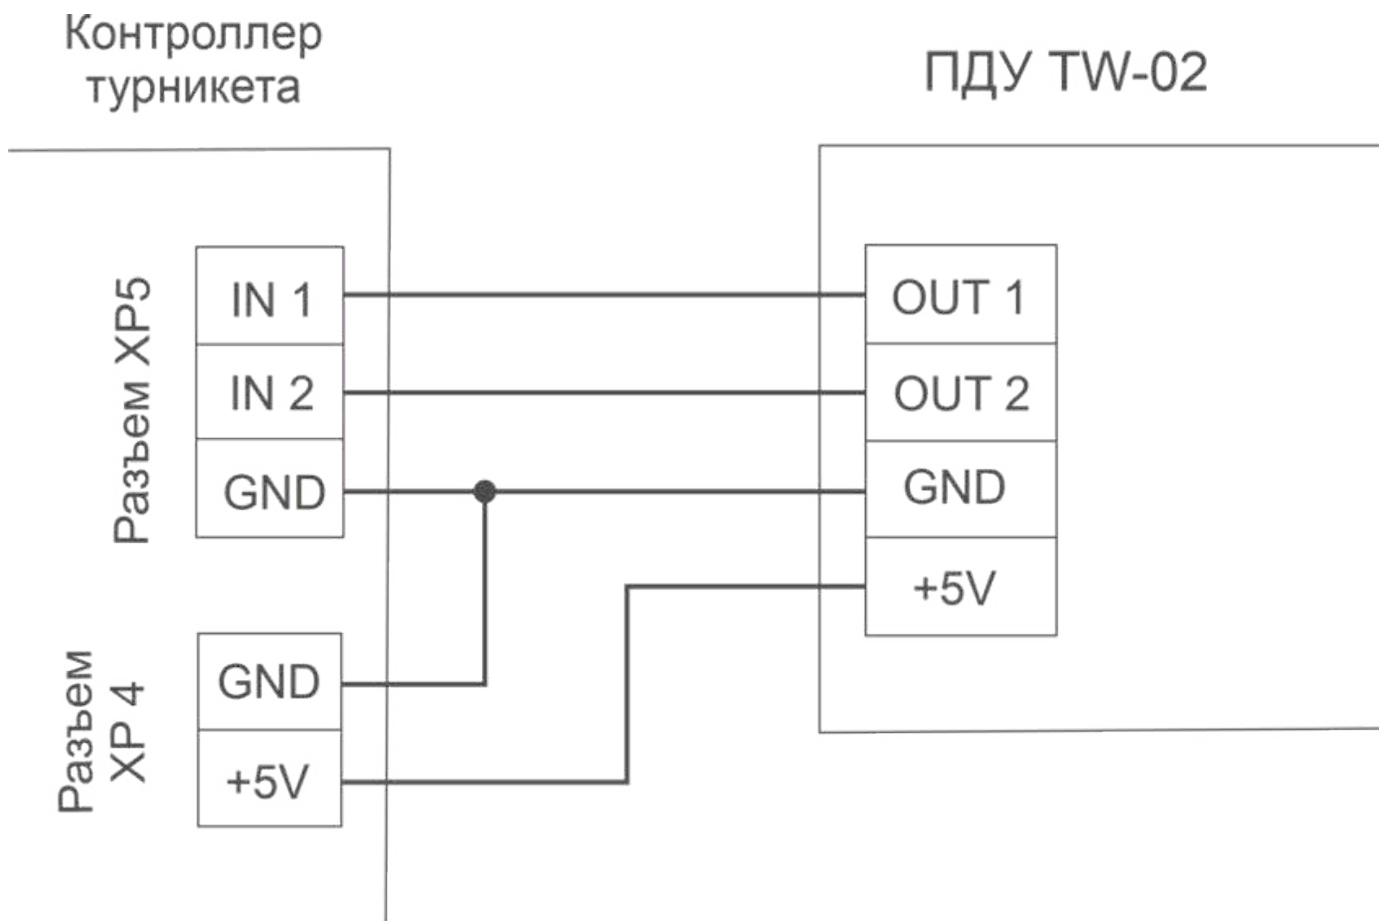 Контроллер
турникета
ПДУ TW-02
Разъем XP5
IN 1
IN 2
GND
OUT 1
OUT 2
GND
+5V
Разъем
XP 4
GND
+5V